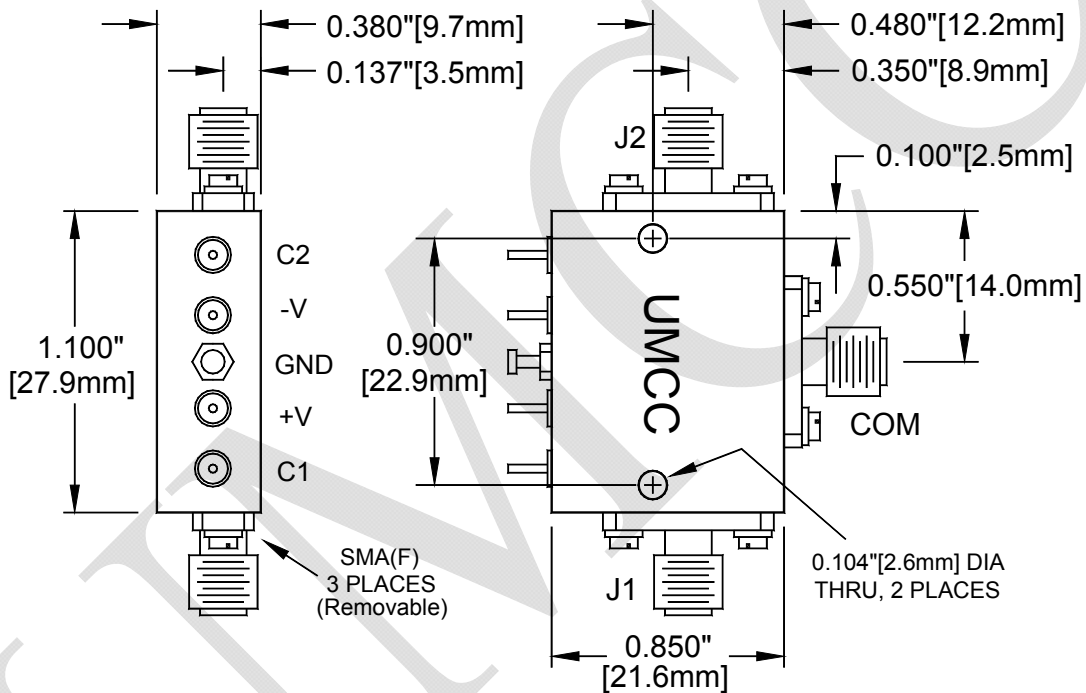 0.380"[9.7mm]
0.137"[3.5mm]
0.480"[12.2mm]
0.350"[8.9mm]
J2
0.100"[2.5mm]
C2
-V
GND
+V
C1
1.100"
[27.9mm]
0.900"
[22.9mm]
UMCC
0.550"[14.0mm]
COM
SMA(F)
3 PLACES
(Removable)
J1
0.104"[2.6mm] DIA
THRU, 2 PLACES
0.850"
[21.6mm]
UMCC